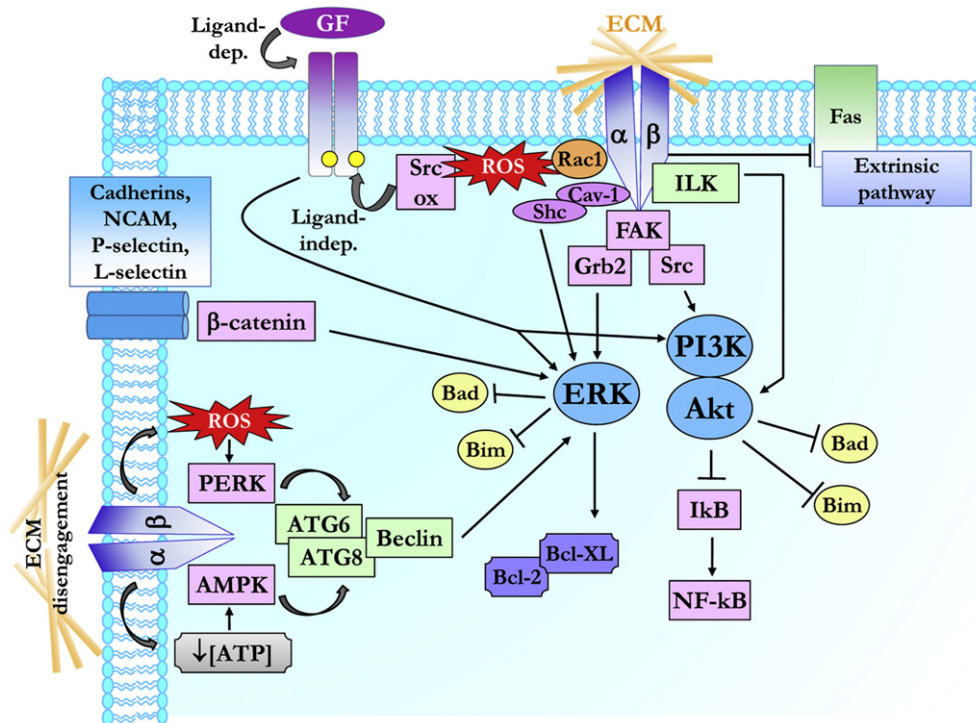 GF
Ligand-
dep.
ECM
α
β
Fas
Extrinsic
pathway
Src
ox
ROS
Rac1
Cav-1
Shc
ILK
FAK
Grb2
Src
Ligand-
indep.
Cadherins,
NCAM,
P-selectin,
L-selectin
β-catenin
PI3K
Akt
ERK
Bad
Bim
Bad
Bim
ROS
PERK
ECM
disengagement
β
α
ATG6
ATG8
Beclin
AMPK
↓[ATP]
Bcl-XL
Bcl-2
IkB
NF-kB